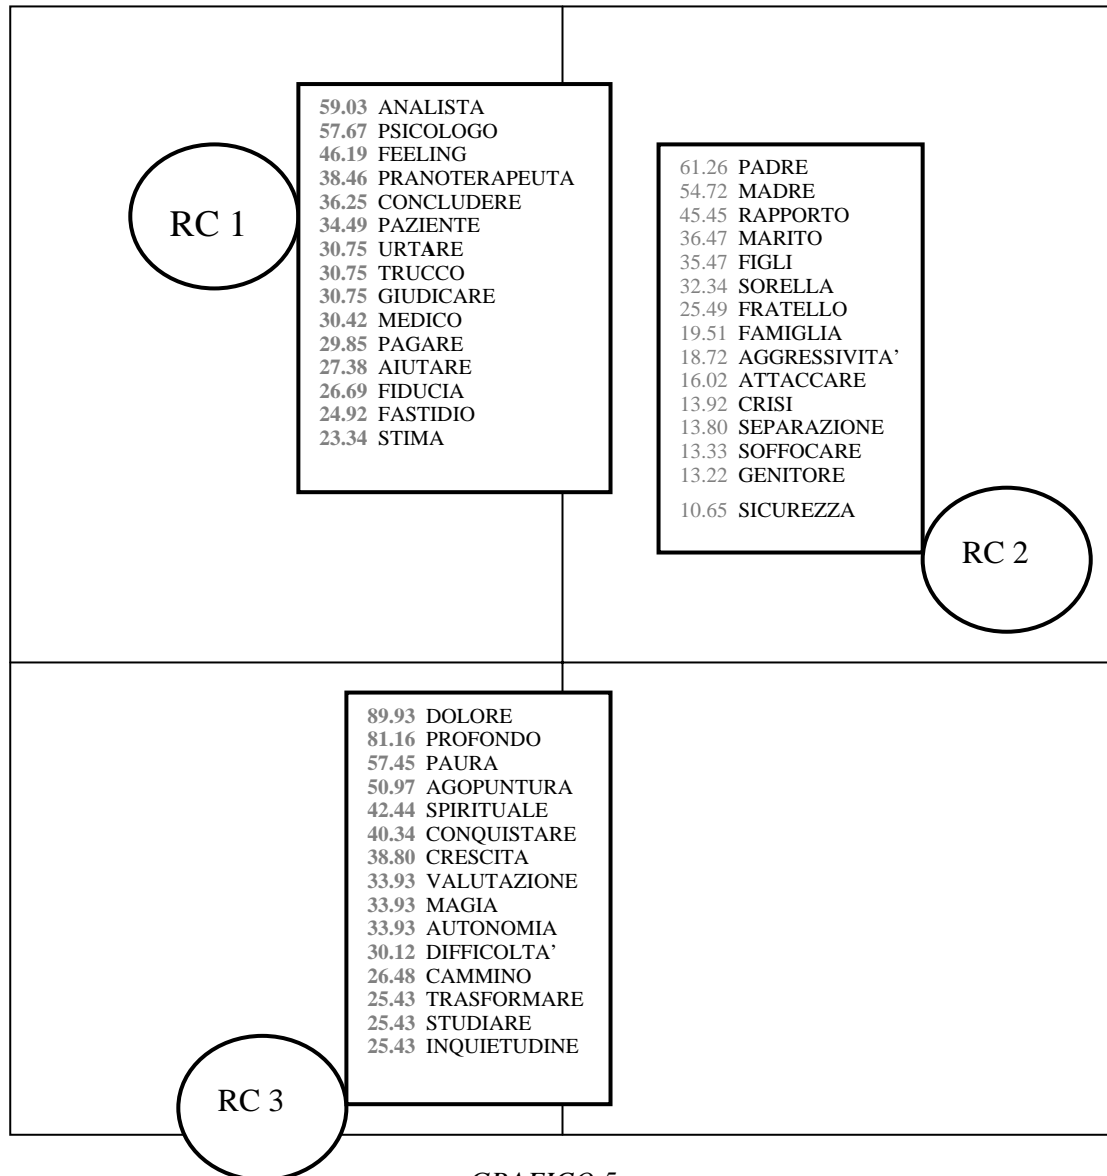 RC 1
59.03 ANALISTA
57.67 PSICOLOGO
46.19 FEELING
38.46 PRANOTERAPEUTA
36.25 CONCLUDERE
34.49 PAZIENTE
30.75 URTARE
30.75 TRUCCO
30.75 GIUDICARE
30.42 MEDICO
29.85 PAGARE
27.38 AIUTARE
26.69 FIDUCIA
24.92 FASTIDIO
23.34 STIMA
61.26 PADRE
54.72 MADRE
45.45 RAPPORTO
36.47 MARITO
35.47 FIGLI
32.34 SORELLA
25.49 FRATELLO
19.51 FAMIGLIA
18.72 AGGRESSIVITA’
16.02 ATTACCARE
13.92 CRISI
13.80 SEPARAZIONE
13.33 SOFFOCARE
13.22 GENITORE
10.65 SICUREZZA
RC 2
89.93 DOLORE
81.16 PROFONDO
57.45 PAURA
50.97 AGOPUNTURA
42.44 SPIRITUALE
40.34 CONQUISTARE
38.80 CRESCITA
33.93 VALUTAZIONE
33.93 MAGIA
33.93 AUTONOMIA
30.12 DIFFICOLTA’
26.48 CAMMINO
25.43 TRASFORMARE
25.43 STUDIARE
25.43 INQUIETUDINE
RC 3
GRAFICO 5